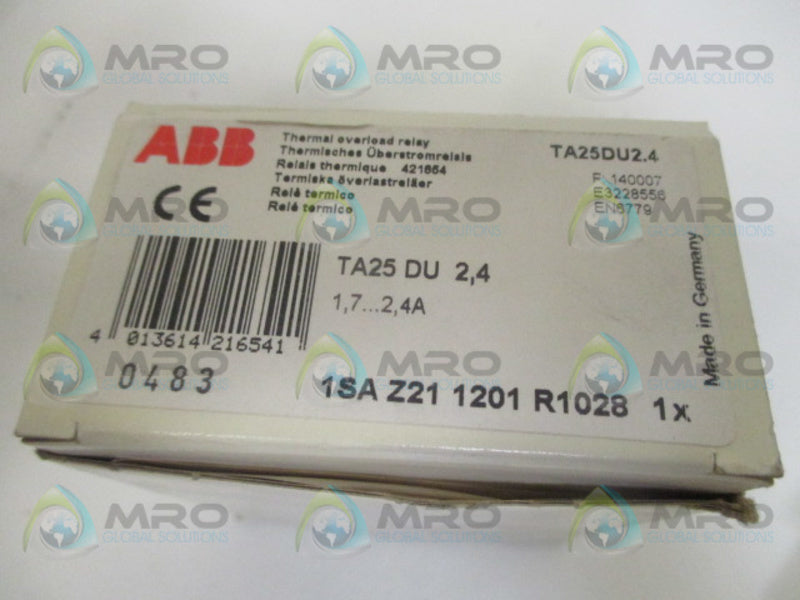 ABB
Thermal overload relay
Thermisches Überstromrelais
Relais thermique 421654
Termiska överlastreläer
Relè termico
Relé termico
TA25DU2.4
E3228556
EN6779
CE
TA25 DU 2,4
1,7...2,4A
4 013614 216541
0483
1SA Z21 1201 R1028 1x
Made in Germany
MRO
GLOBAL SOLUTIONS